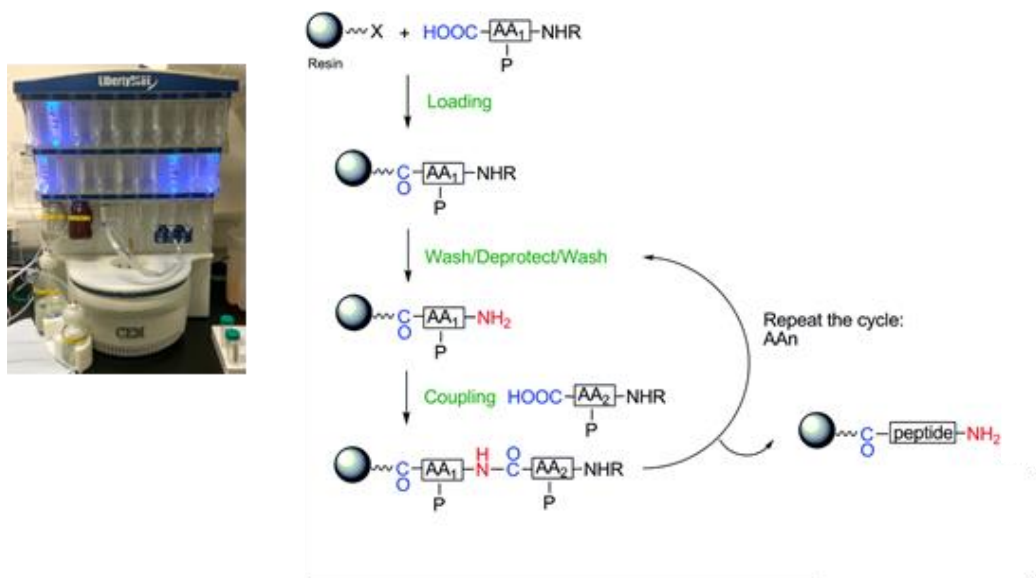 Liberty BLUE
CEM
Resin
X + HOOC-AA1-NHR
P
Loading
C-AA1-NHR
O
P
Wash/Deprotect/Wash
C-AA1-NH2
O
P
Repeat the cycle:
AAn
Coupling HOOC-AA2-NHR
P
C-peptide-NH2
O
H O
C-AA1-N-C-AA2-NHR
O
P P